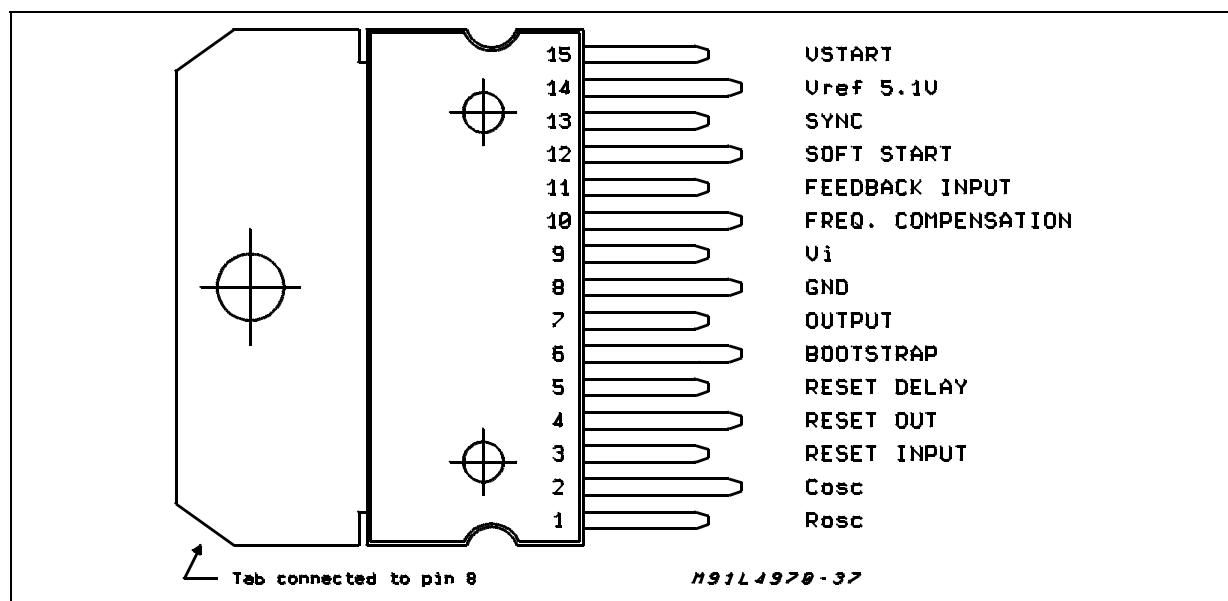 15 VSTART
14 Vref 5.1V
13 SYNC
12 SOFT START
11 FEEDBACK INPUT
10 FREQ. COMPENSATION
9 Vi
8 GND
7 OUTPUT
6 BOOTSTRAP
5 RESET DELAY
4 RESET OUT
3 RESET INPUT
2 Cosc
1 Rosc
Tab connected to pin 8
M91L4970-37